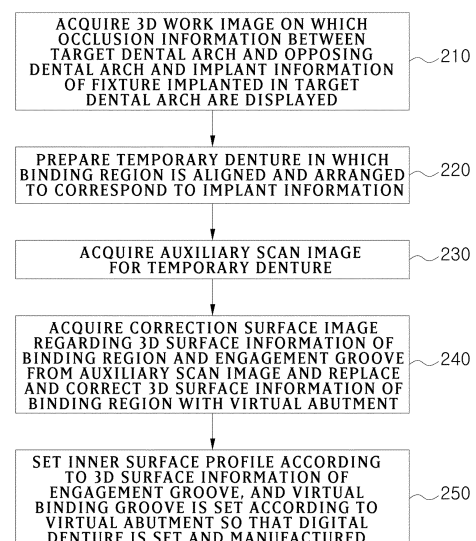 ACQUIRE 3D WORK IMAGE ON WHICH
OCCLUSION INFORMATION BETWEEN
TARGET DENTAL ARCH AND OPPOSING
DENTAL ARCH AND IMPLANT INFORMATION
OF FIXTURE IMPLANTED IN TARGET
DENTAL ARCH ARE DISPLAYED
210
PREPARE TEMPORARY DENTURE IN WHICH
BINDING REGION IS ALIGNED AND ARRANGED
TO CORRESPOND TO IMPLANT INFORMATION
220
ACQUIRE AUXILIARY SCAN IMAGE
FOR TEMPORARY DENTURE
230
ACQUIRE CORRECTION SURFACE IMAGE
REGARDING 3D SURFACE INFORMATION OF
BINDING REGION AND ENGAGEMENT GROOVE
FROM AUXILIARY SCAN IMAGE AND REPLACE
AND CORRECT 3D SURFACE INFORMATION OF
BINDING REGION WITH VIRTUAL ABUTMENT
240
SET INNER SURFACE PROFILE ACCORDING
TO 3D SURFACE INFORMATION OF
ENGAGEMENT GROOVE, AND VIRTUAL
BINDING GROOVE IS SET ACCORDING TO
VIRTUAL ABUTMENT SO THAT DIGITAL
DENTURE IS SET AND MANUFACTURED
250